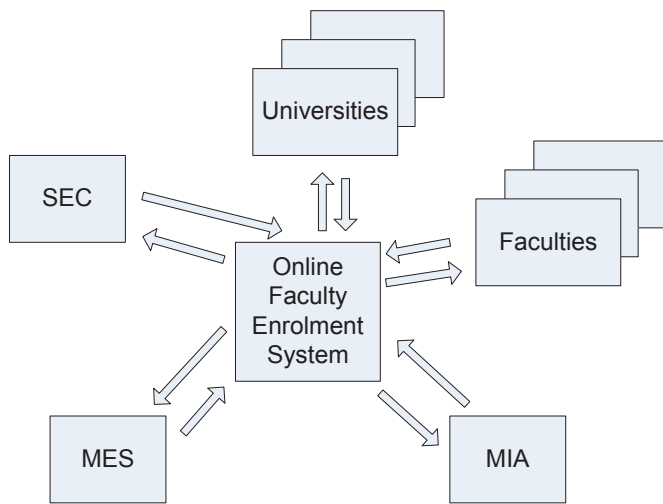 Universities
SEC
Faculties
Online
Faculty
Enrolment
System
MES
MIA